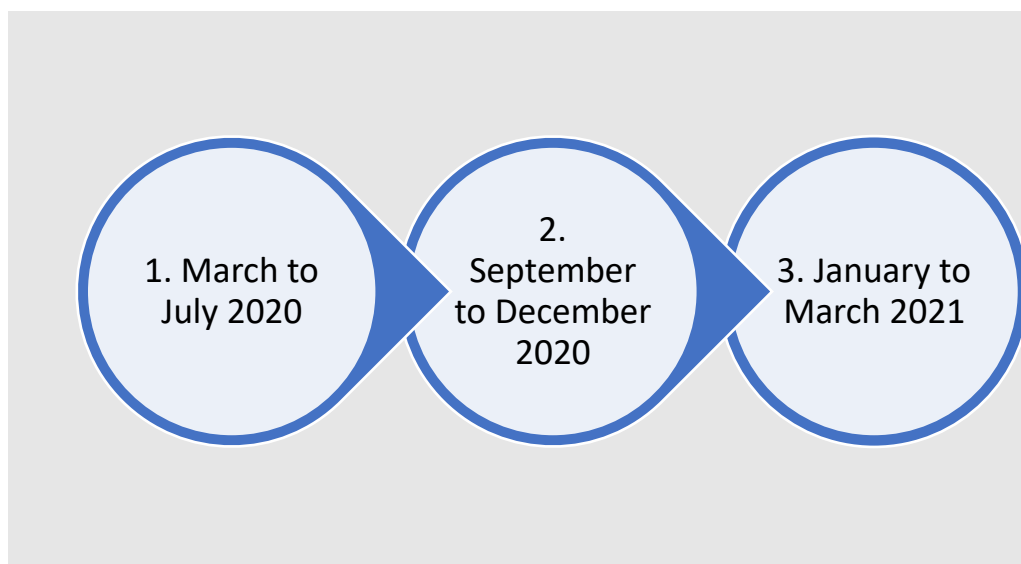 1. March to
July 2020
2.
September
to December
2020
3. January to
March 2021